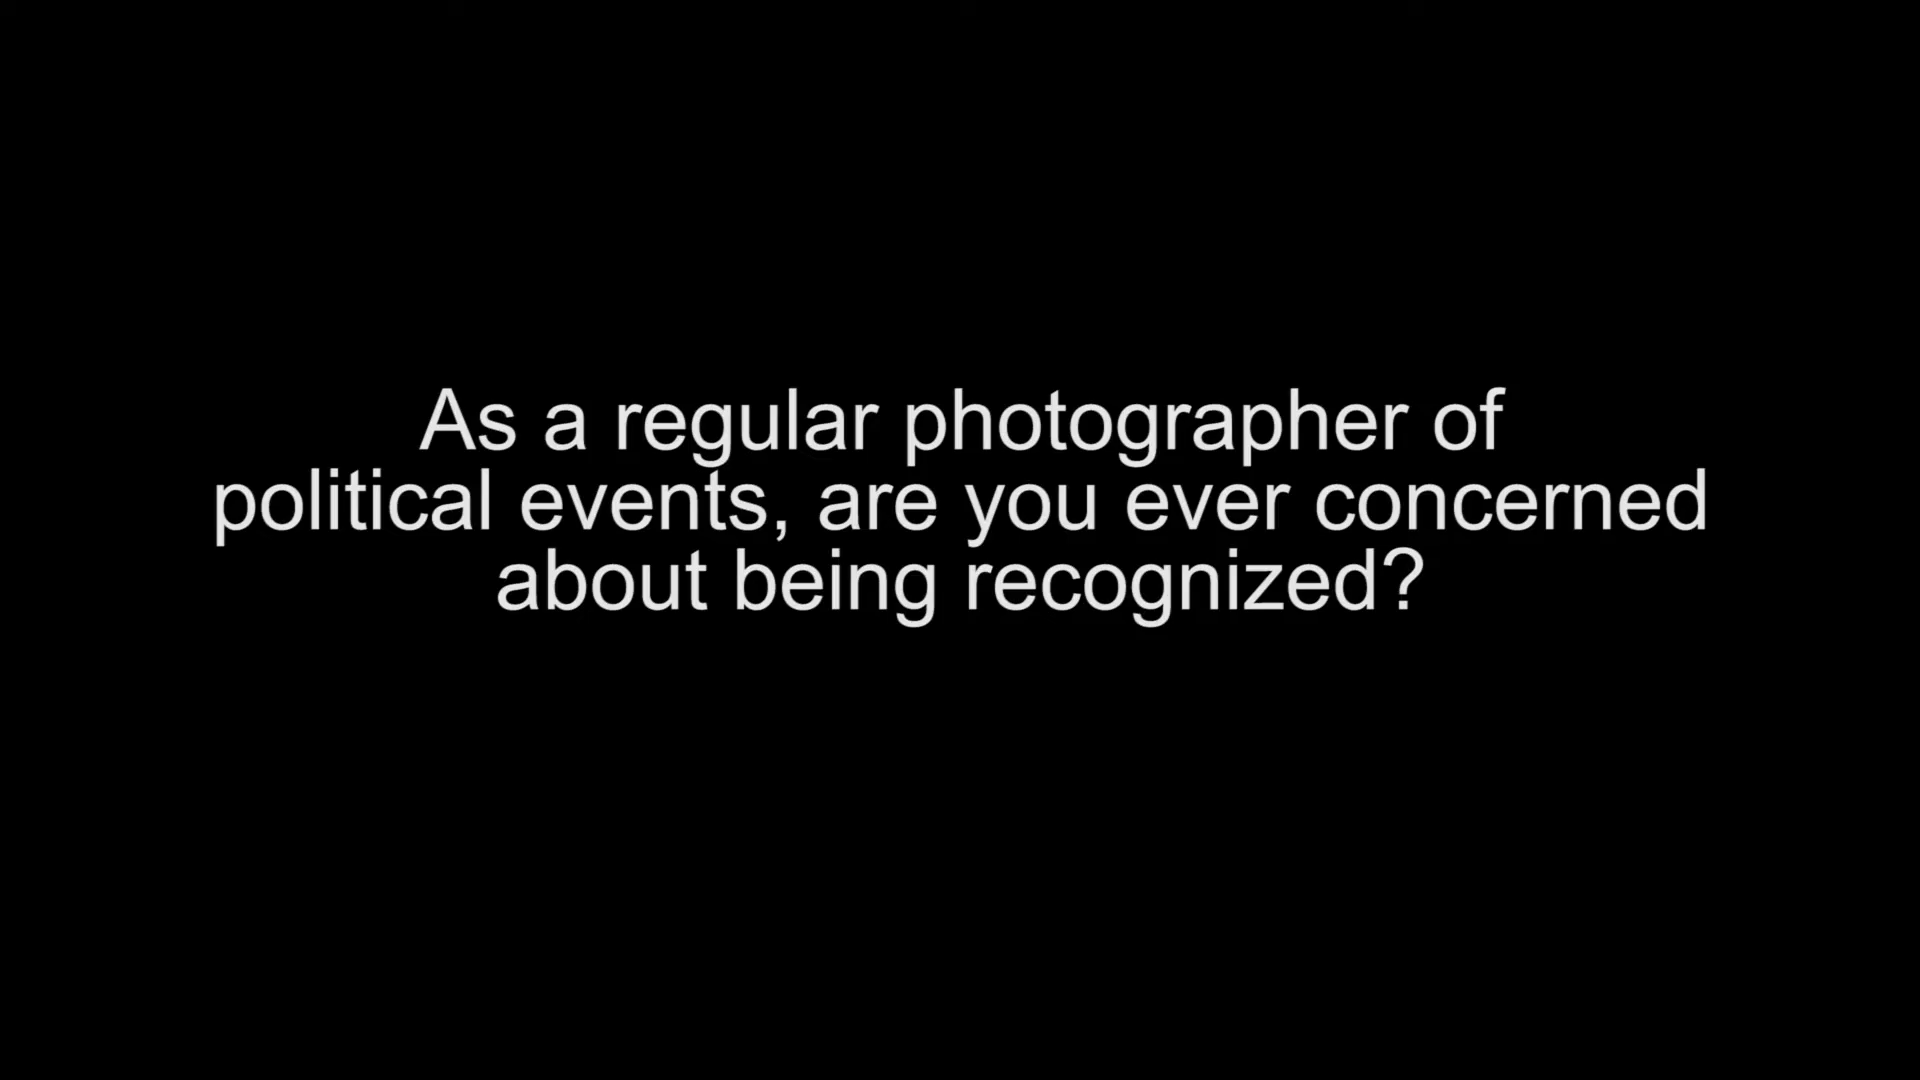 As a regular photographer of
political events, are you ever concerned
about being recognized?